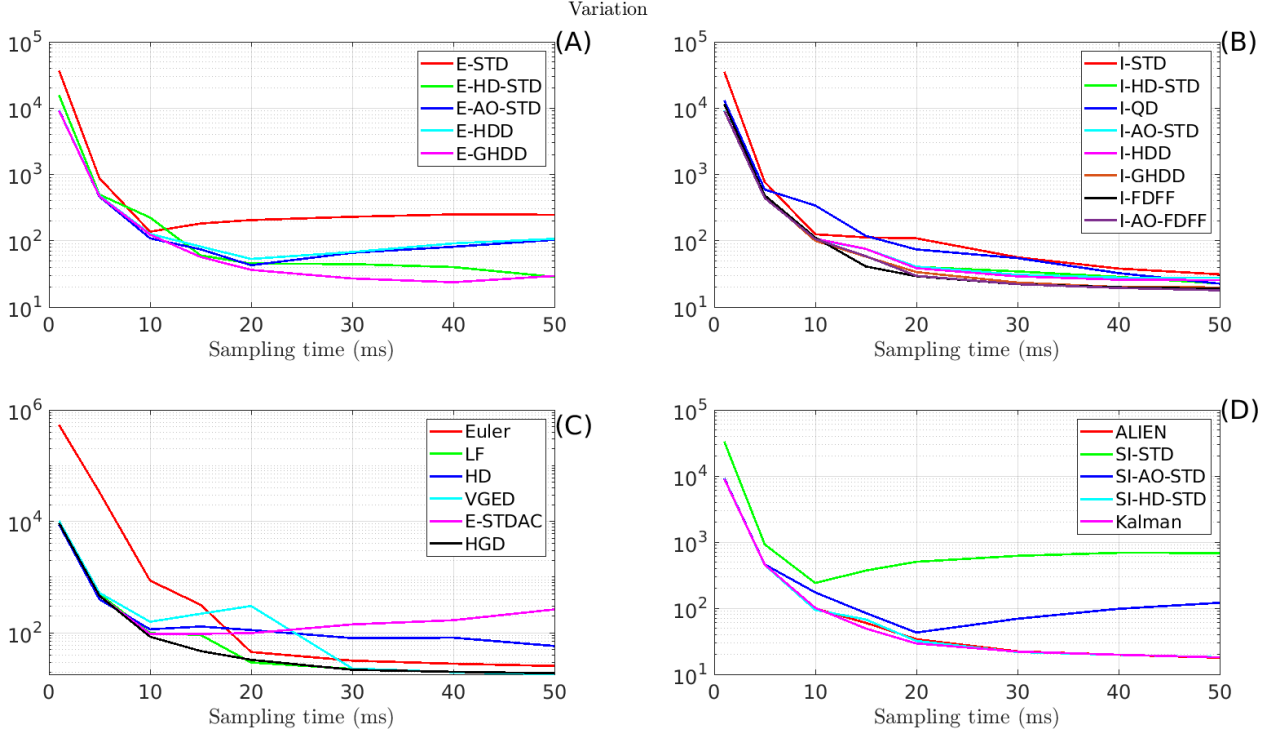 Variation
(A)
10^5
10^4
10^3
10^2
10^1
E-STD
E-HD-STD
E-AO-STD
E-HDD
E-GHDD
0 10 20 30 40 50
Sampling time (ms)
(B)
10^5
10^4
10^3
10^2
10^1
I-STD
I-HD-STD
I-QD
I-AO-STD
I-HDD
I-GHDD
I-FDFF
I-AO-FDFF
0 10 20 30 40 50
Sampling time (ms)
(C)
10^6
10^4
10^2
Euler
LF
HD
VGED
E-STDAC
HGD
0 10 20 30 40 50
Sampling time (ms)
(D)
10^5
10^4
10^3
10^2
10^1
ALIEN
SI-STD
SI-AO-STD
SI-HD-STD
Kalman
0 10 20 30 40 50
Sampling time (ms)